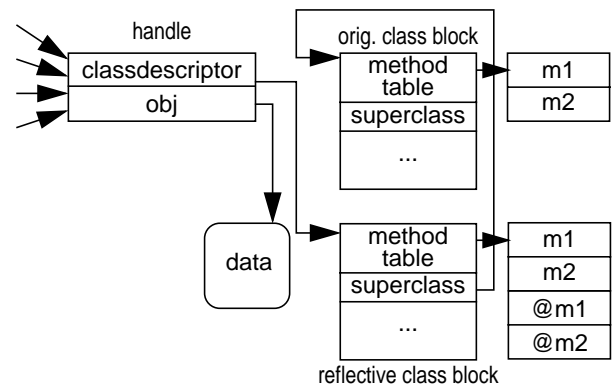 handle
classdescriptor
obj
data
orig. class block
method
table
superclass
...
m1
m2
method
table
superclass
...
reflective class block
m1
m2
@m1
@m2